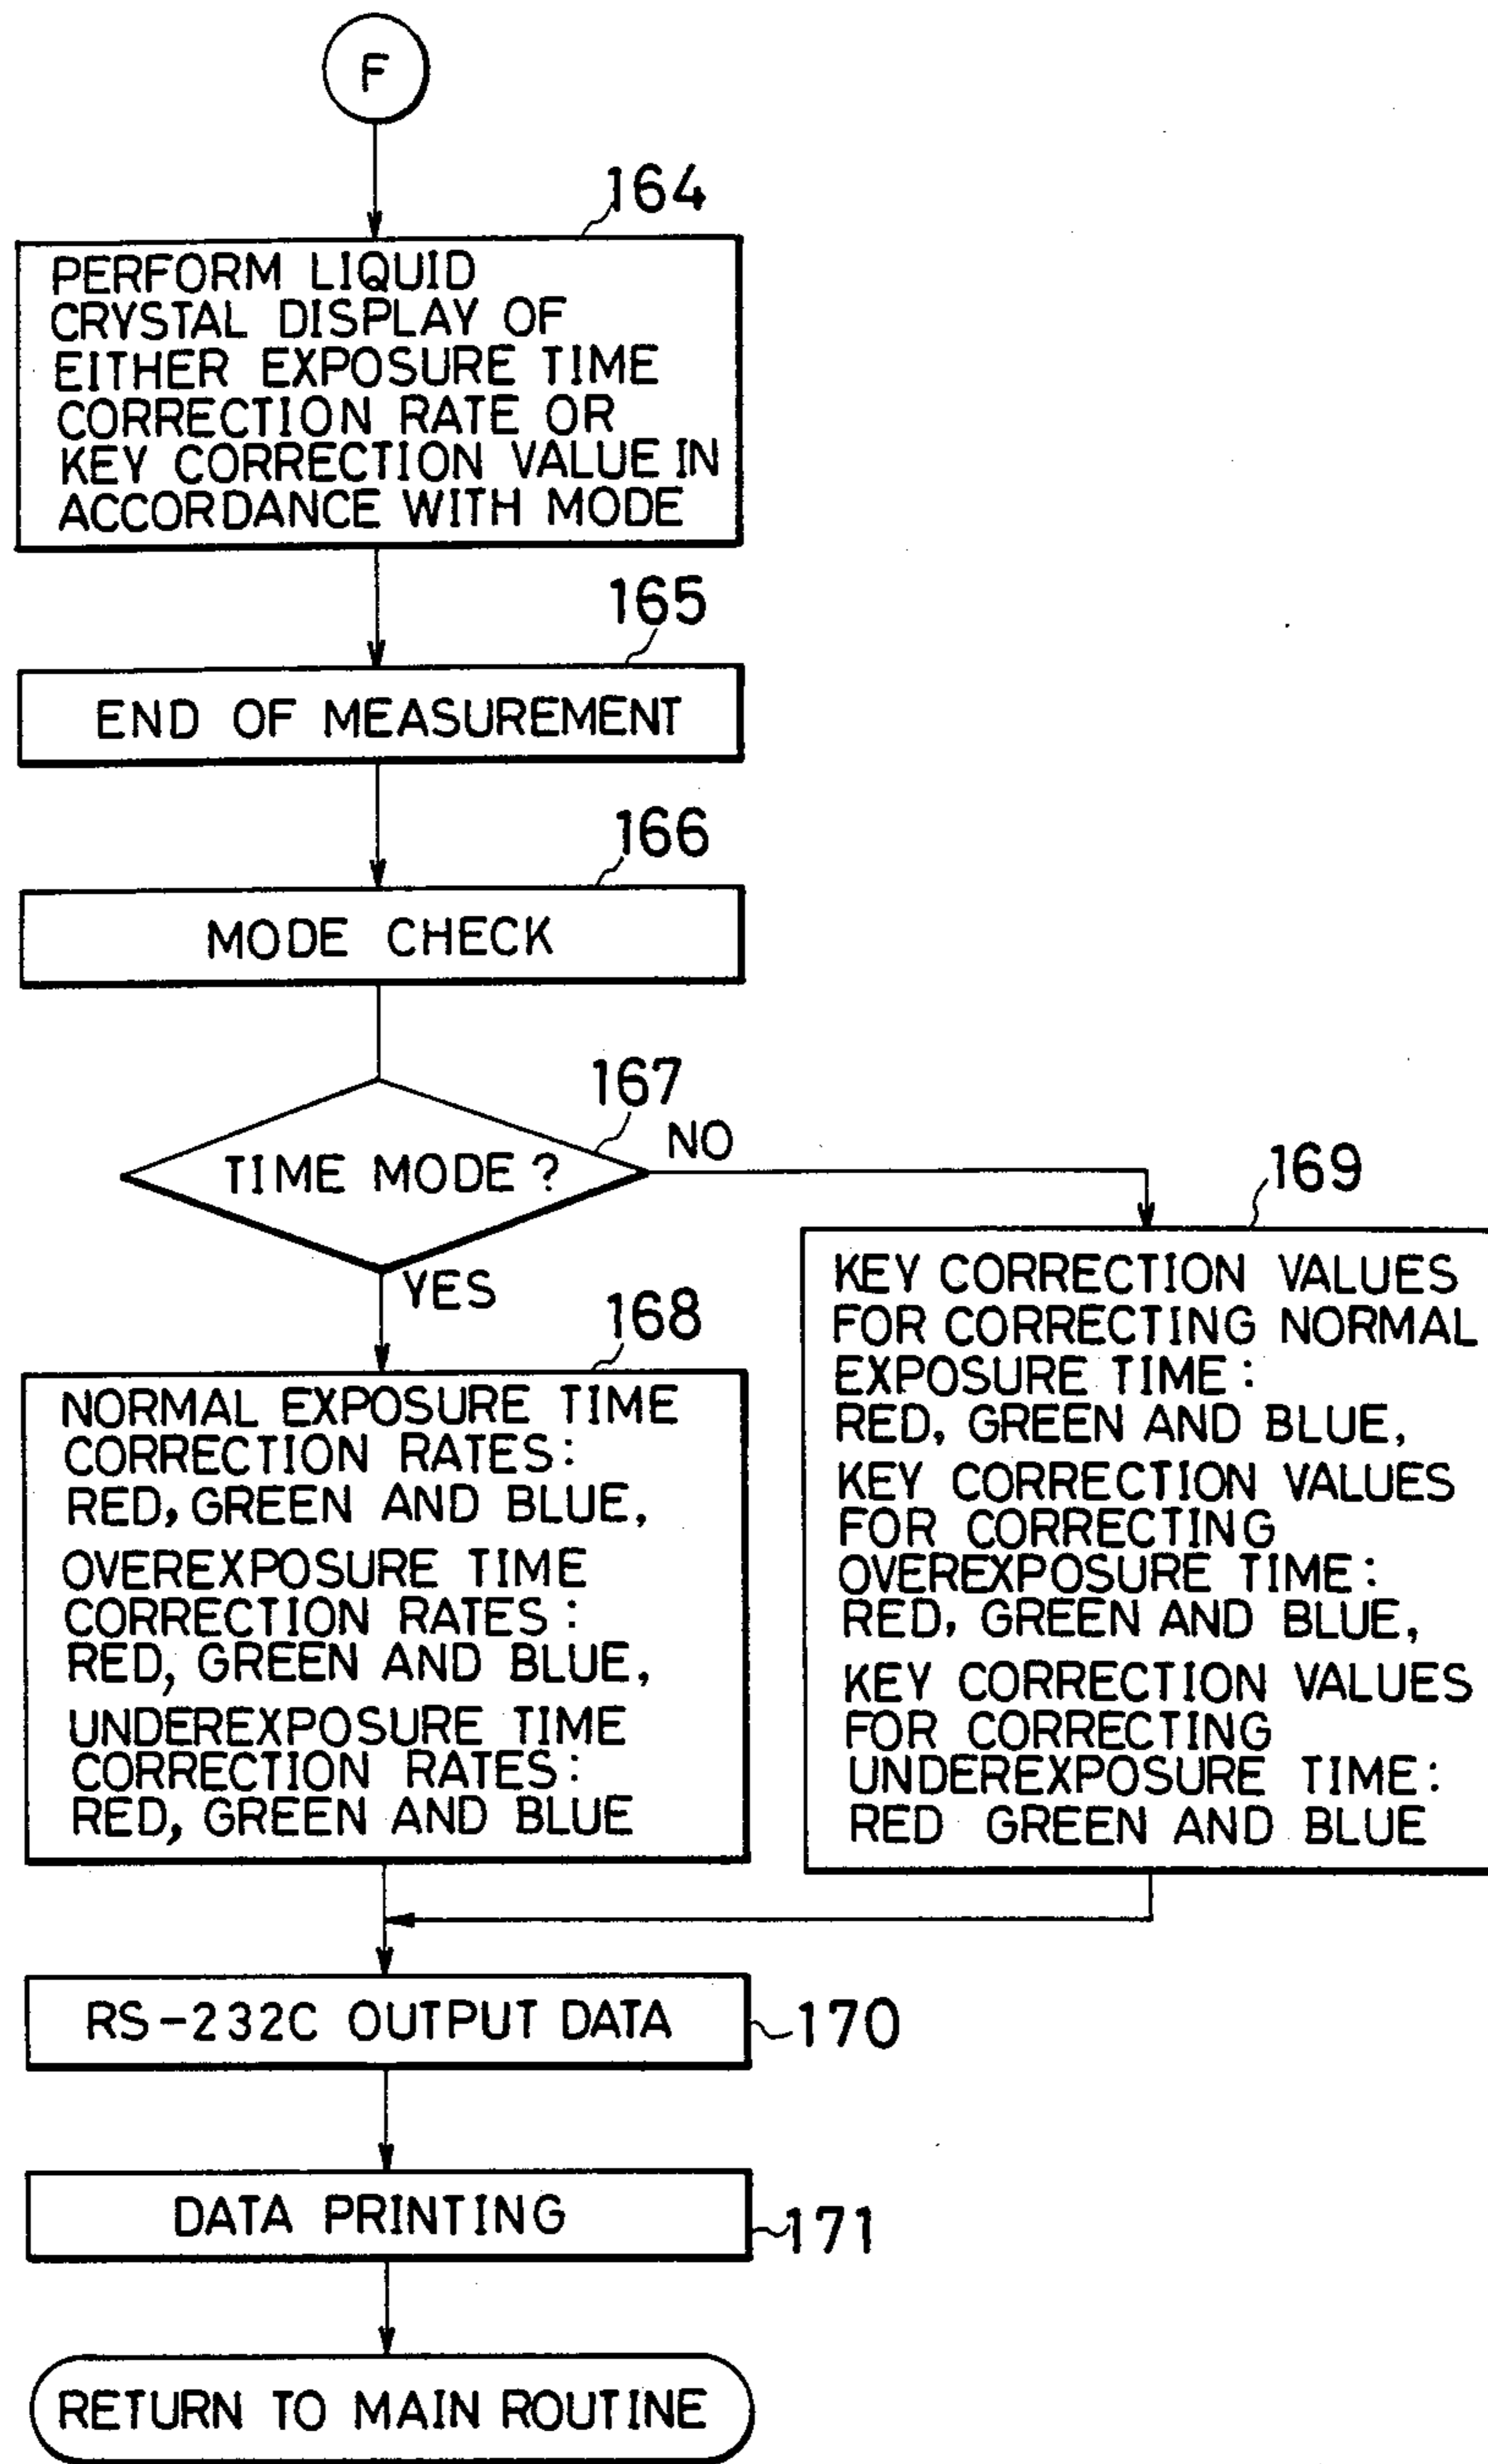 F
164
PERFORM LIQUID
CRYSTAL DISPLAY OF
EITHER EXPOSURE TIME
CORRECTION RATE OR
KEY CORRECTION VALUE IN
ACCORDANCE WITH MODE
165
END OF MEASUREMENT
166
MODE CHECK
167
TIME MODE ?
NO
YES
168
NORMAL EXPOSURE TIME
CORRECTION RATES:
RED, GREEN AND BLUE,
OVEREXPOSURE TIME
CORRECTION RATES:
RED, GREEN AND BLUE,
UNDEREXPOSURE TIME
CORRECTION RATES:
RED, GREEN AND BLUE
169
KEY CORRECTION VALUES
FOR CORRECTING NORMAL
EXPOSURE TIME:
RED, GREEN AND BLUE,
KEY CORRECTION VALUES
FOR CORRECTING
OVEREXPOSURE TIME:
RED, GREEN AND BLUE,
KEY CORRECTION VALUES
FOR CORRECTING
UNDEREXPOSURE TIME:
RED GREEN AND BLUE
RS-232C OUTPUT DATA
170
DATA PRINTING
171
RETURN TO MAIN ROUTINE